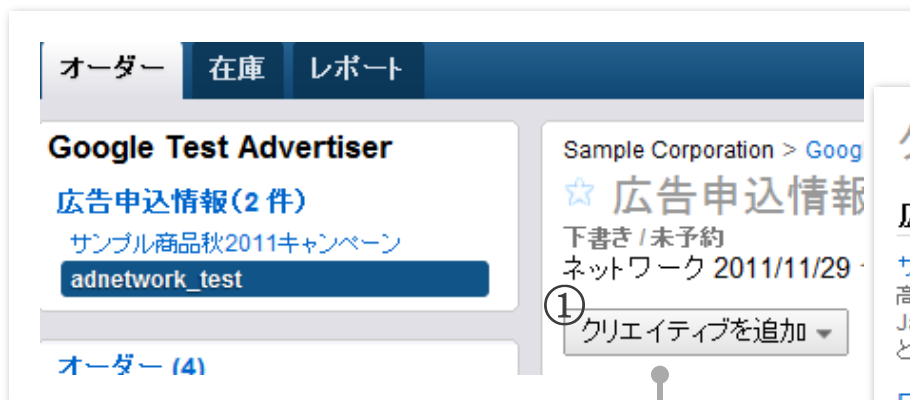 オーダー 在庫 レポート
Google Test Advertiser
広告申込情報(2 件)
サンプル商品秋2011キャンペーン
adnetwork_test
オーダー (4)
Sample Corporation > Goog
広告申込情報
下書き / 未予約
ネットワーク 2011/11/29
①
クリエイティブを追加
高
Ja
と